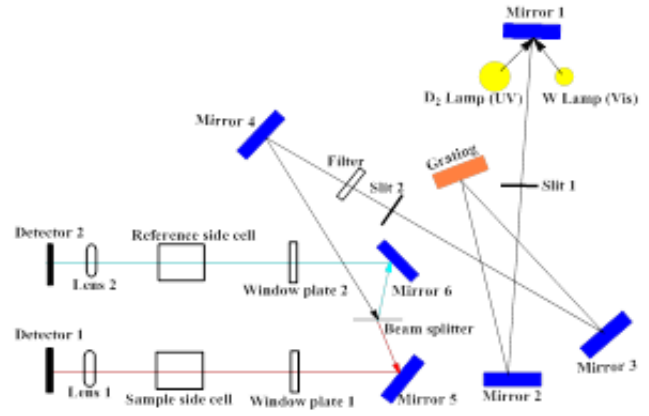 Mirror 1
D₂ Lamp (UV)
W Lamp (Vis)
Mirror 4
Filter
Grating
Slit 2
Slit 1
Detector 2
Reference side cell
Lens 2
Window plate 2
Mirror 6
Beam splitter
Detector 1
Mirror 3
Lens 1
Sample side cell
Window plate 1
Mirror 5
Mirror 2